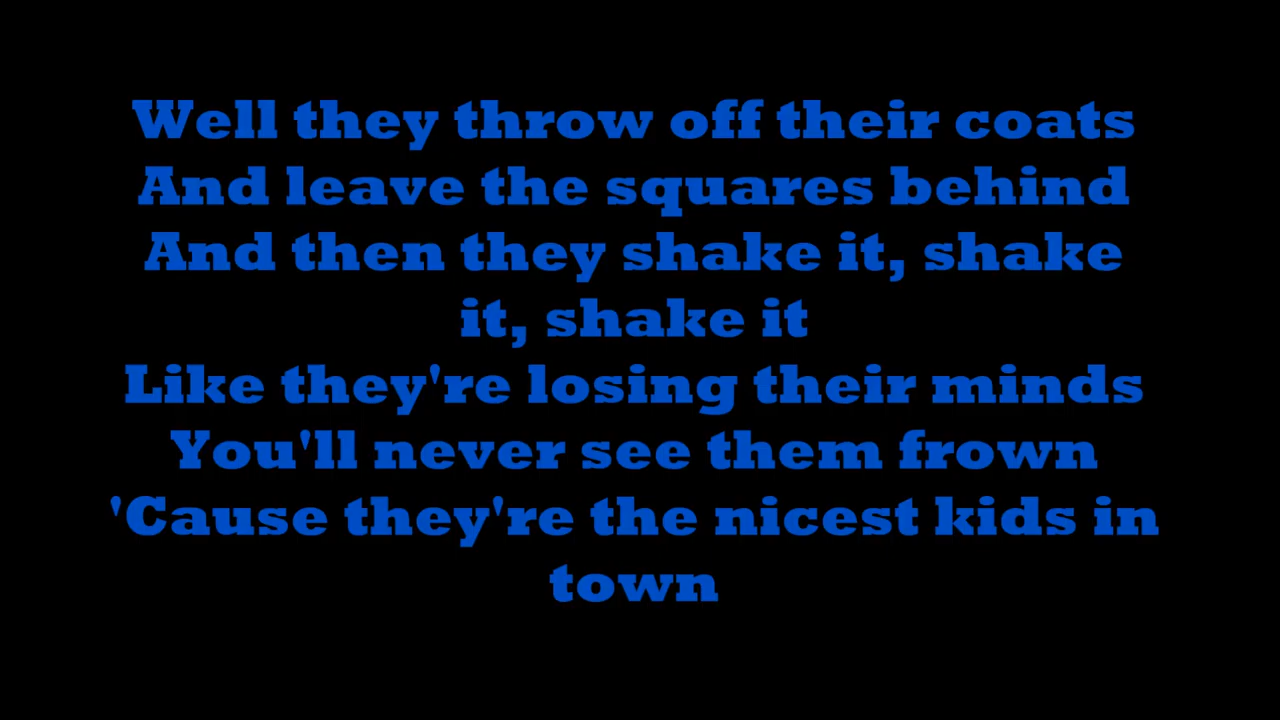 Well they throw off their coats
And leave the squares behind
And then they shake it, shake
it, shake it
Like they're losing their minds
You'll never see them frown
'Cause they're the nicest kids in
town